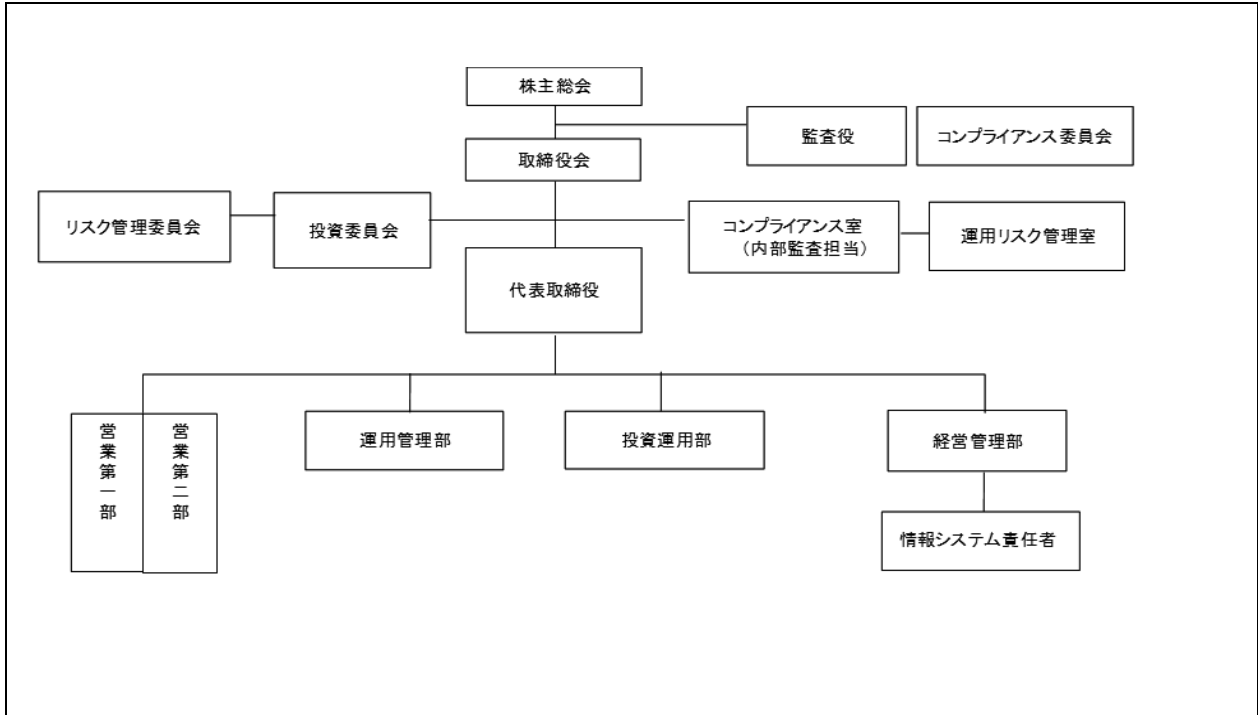 株主総会
監査役
コンプライアンス委員会
取締役会
リスク管理委員会
投資委員会
コンプライアンス室
（内部監査担当）
運用リスク管理室
代表取締役
営業第一部
営業第二部
運用管理部
投資運用部
経営管理部
情報システム責任者